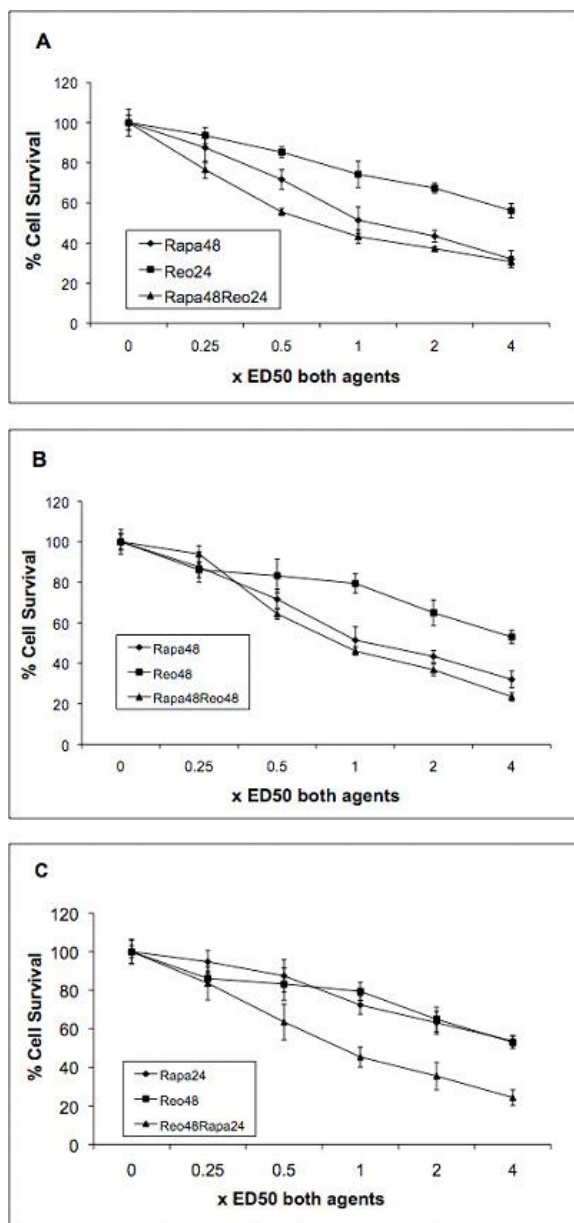 A
120
100
80
60
40
20
0
% Cell Survival
Rapa48
Reo24
Rapa48Reo24
0 0.25 0.5 1 2 4
x ED50 both agents
B
120
100
80
60
40
20
0
% Cell Survival
Rapa48
Reo48
Rapa48Reo48
0 0.25 0.5 1 2 4
x ED50 both agents
C
120
100
80
60
40
20
0
% Cell Survival
Rapa24
Reo48
Reo48Rapa24
0 0.25 0.5 1 2 4
x ED50 both agents